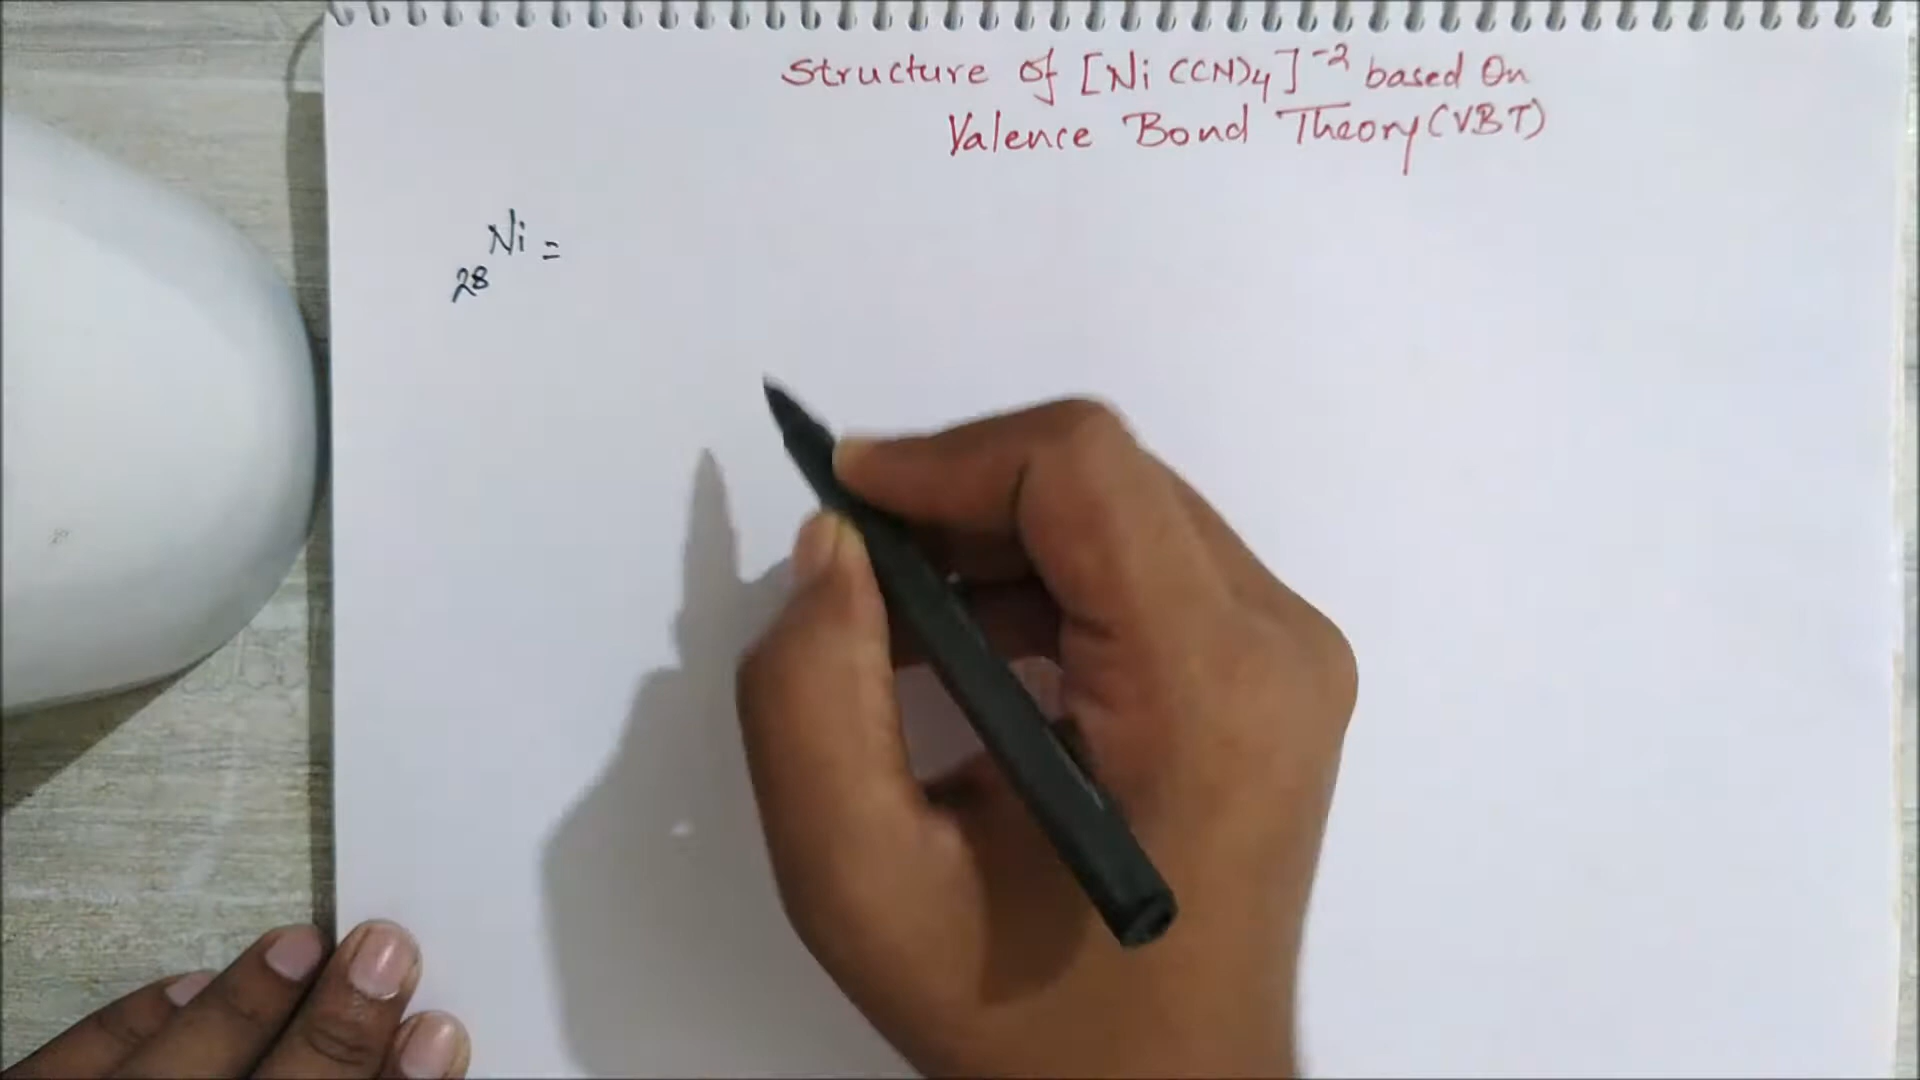 Structure of [Ni (CN)4]-2 based On
Valence Bond Theory (VBT)
28Ni =